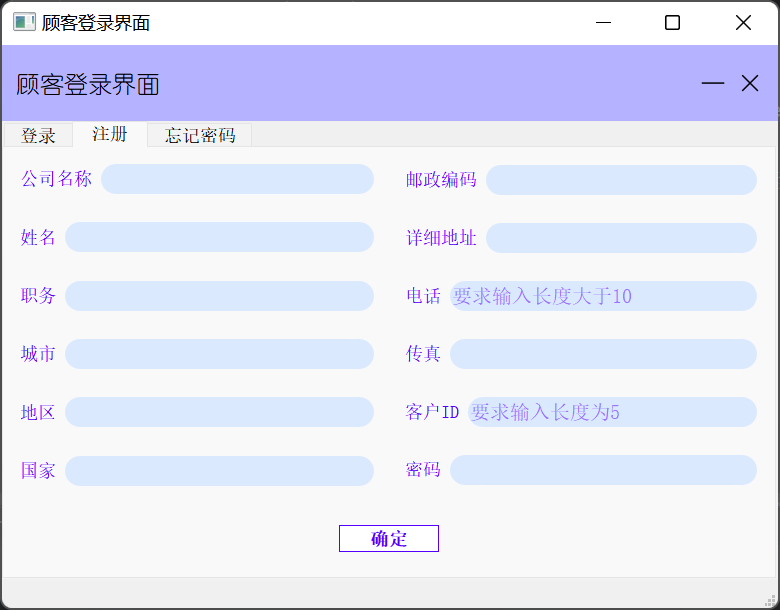 顾客登录界面
顾客登录界面
登录 注册 忘记密码
公司名称 邮政编码
姓名 详细地址
职务 电话 要求输入长度大于10
城市 传真
地区 客户ID 要求输入长度为5
国家 密码
确定